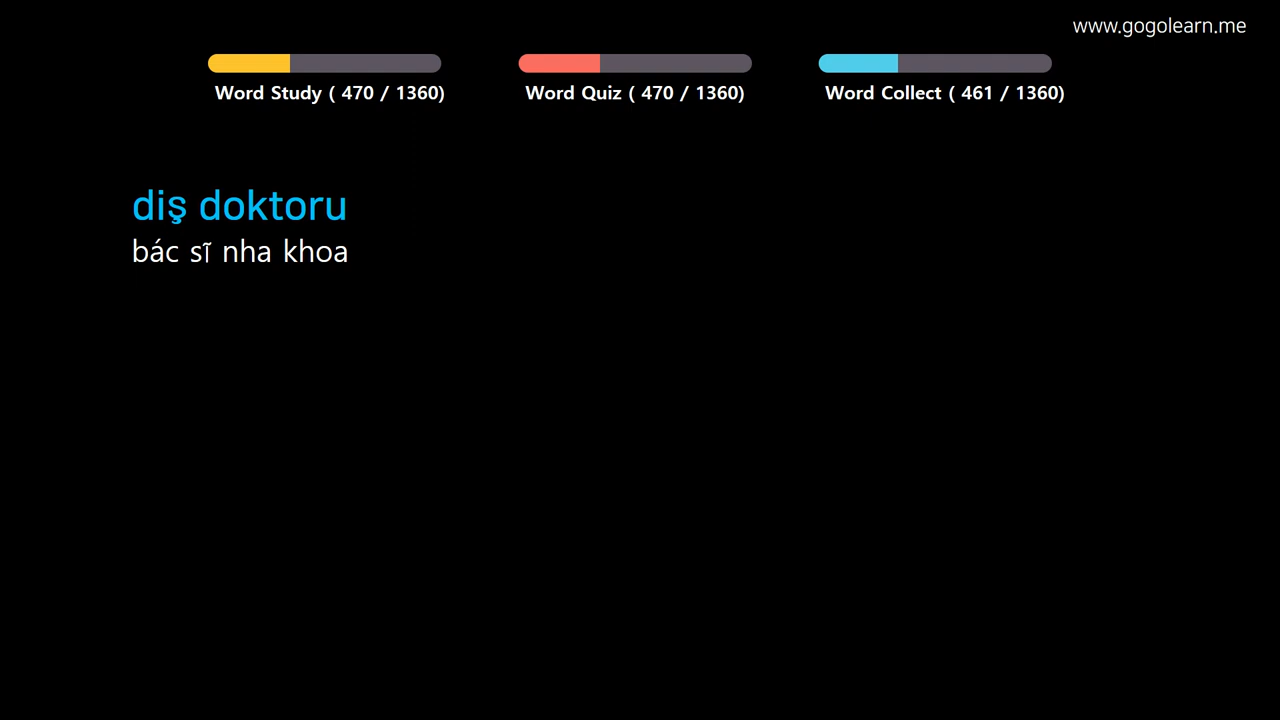 www.gogolearn.me
Word Study ( 470 / 1360)
Word Quiz ( 470 / 1360)
Word Collect ( 461 / 1360)
diş doktoru
bác sĩ nha khoa